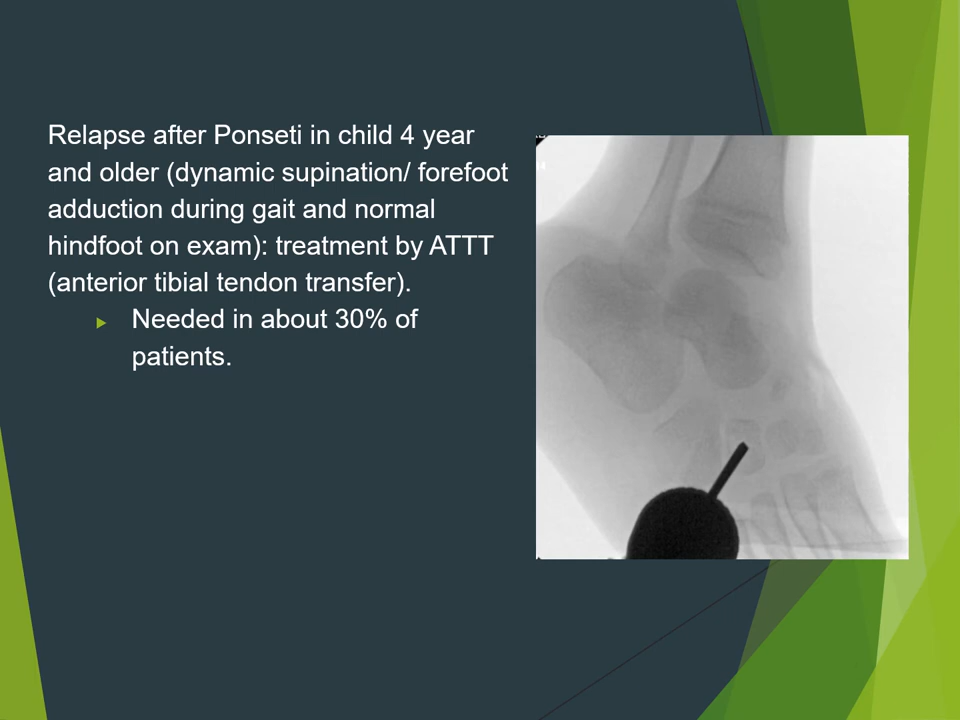 Relapse after Ponseti in child 4 year
and older (dynamic supination/ forefoot
adduction during gait and normal
hindfoot on exam): treatment by ATTT
(anterior tibial tendon transfer).
Needed in about 30% of
patients.